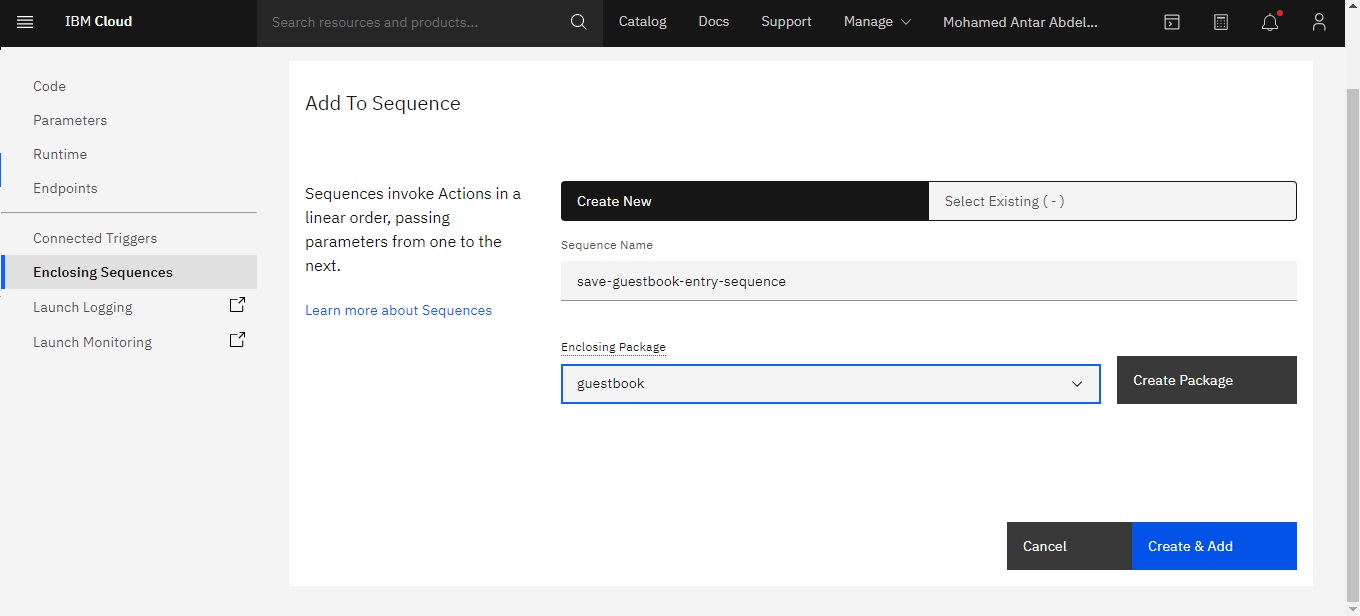 IBM Cloud
Search resources and products...
Catalog
Docs
Support
Manage
Mohamed Antar Abdel...
Code
Parameters
Runtime
Endpoints
Connected Triggers
Enclosing Sequences
Launch Logging
Launch Monitoring
Add To Sequence
Sequences invoke Actions in a
linear order, passing
parameters from one to the
next.
Learn more about Sequences
Create New
Select Existing ( - )
Sequence Name
save-guestbook-entry-sequence
Enclosing Package
guestbook
Create Package
Cancel
Create & Add